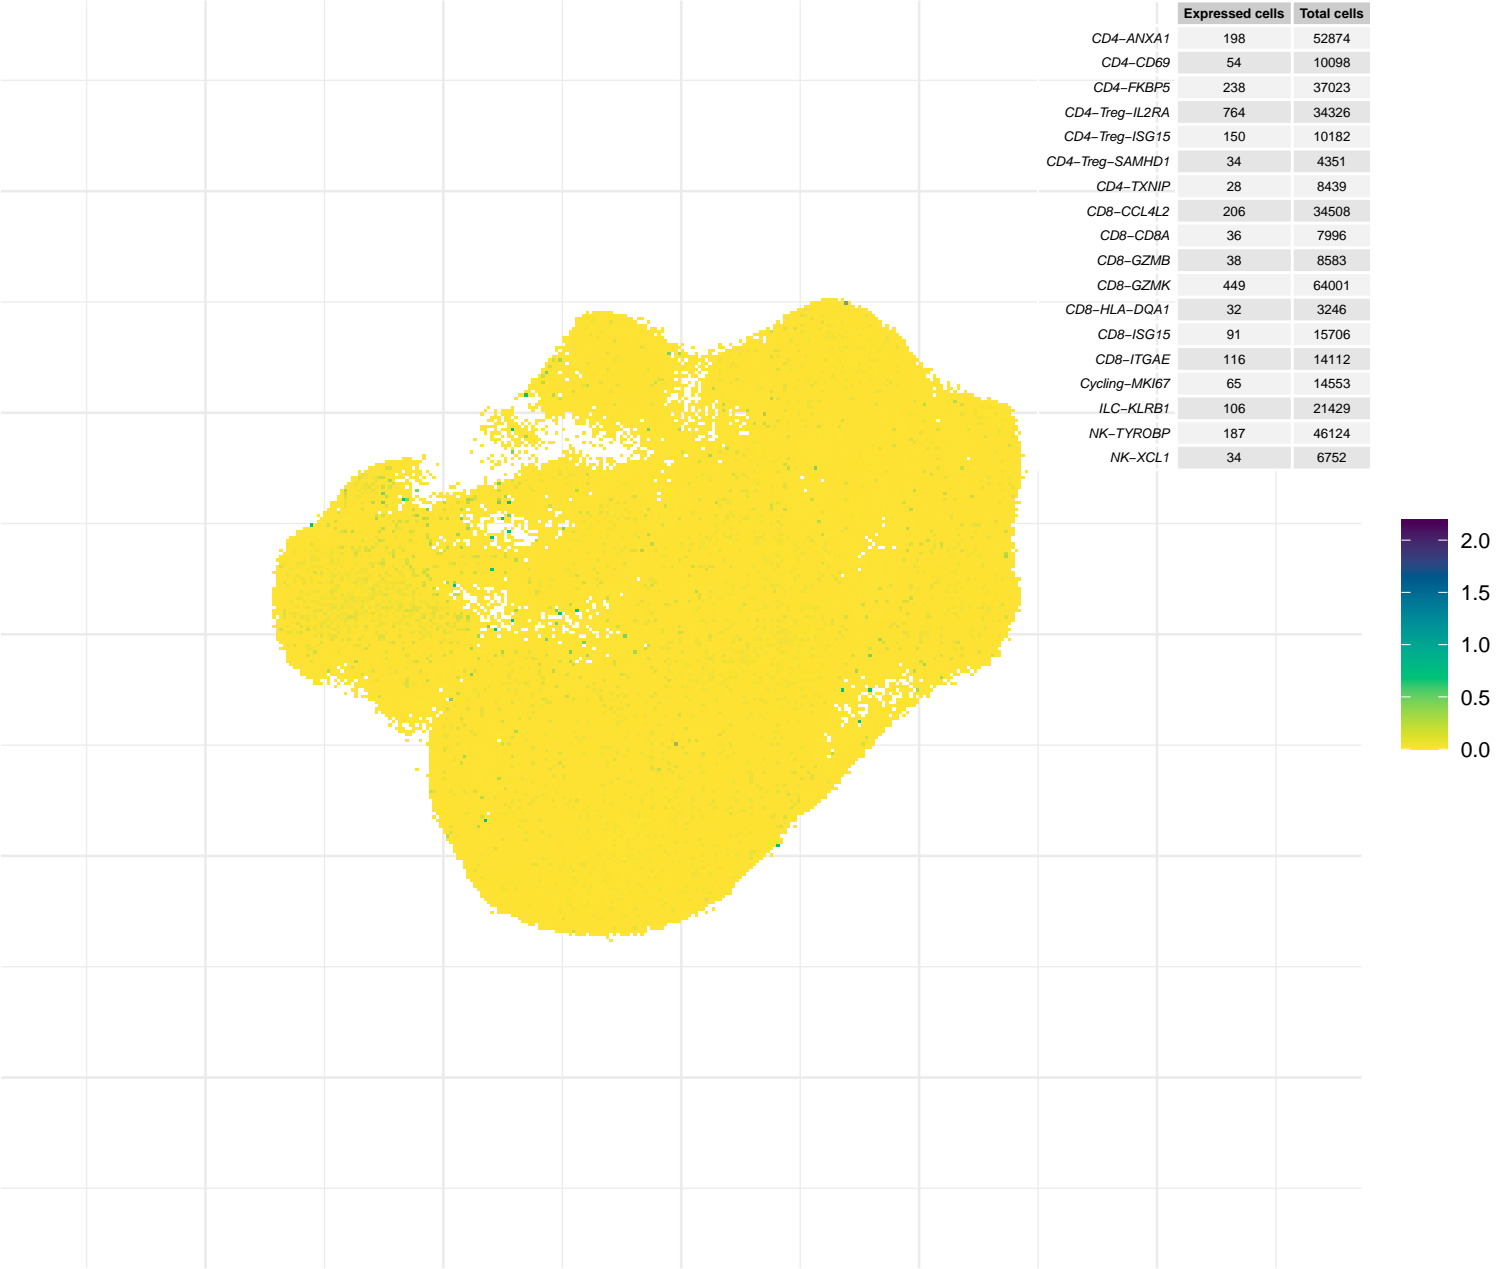 Expressed cells Total cells
CD4−ANXA1 198 52874
CD4−CD69 54 10098
CD4−FKBP5 238 37023
CD4−Treg−IL2RA 764 34326
CD4−Treg−ISG15 150 10182
CD4−Treg−SAMHD1 34 4351
CD4−TXNIP 28 8439
CD8−CCL4L2 206 34508
CD8−CD8A 36 7996
CD8−GZMB 38 8583
CD8−GZMK 449 64001
CD8−HLA−DQA1 32 3246
CD8−ISG15 91 15706
CD8−ITGAE 116 14112
Cycling−MKI67 65 14553
ILC−KLRB1 106 21429
NK−TYROBP 187 46124
NK−XCL1 34 6752
2.0
1.5
1.0
0.5
0.0